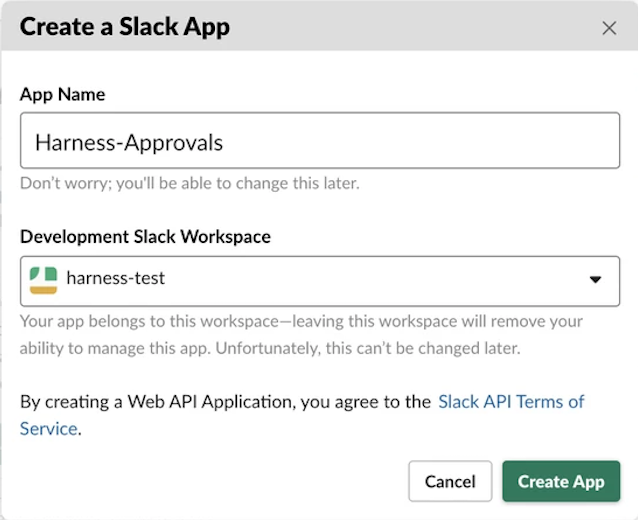 Create a Slack App
App Name
Harness-Approvals
Don't worry; you'll be able to change this later.
Development Slack Workspace
harness-test
Your app belongs to this workspace—leaving this workspace will remove your
ability to manage this app. Unfortunately, this can't be changed later.
By creating a Web API Application, you agree to the Slack API Terms of
Service.
Cancel Create App